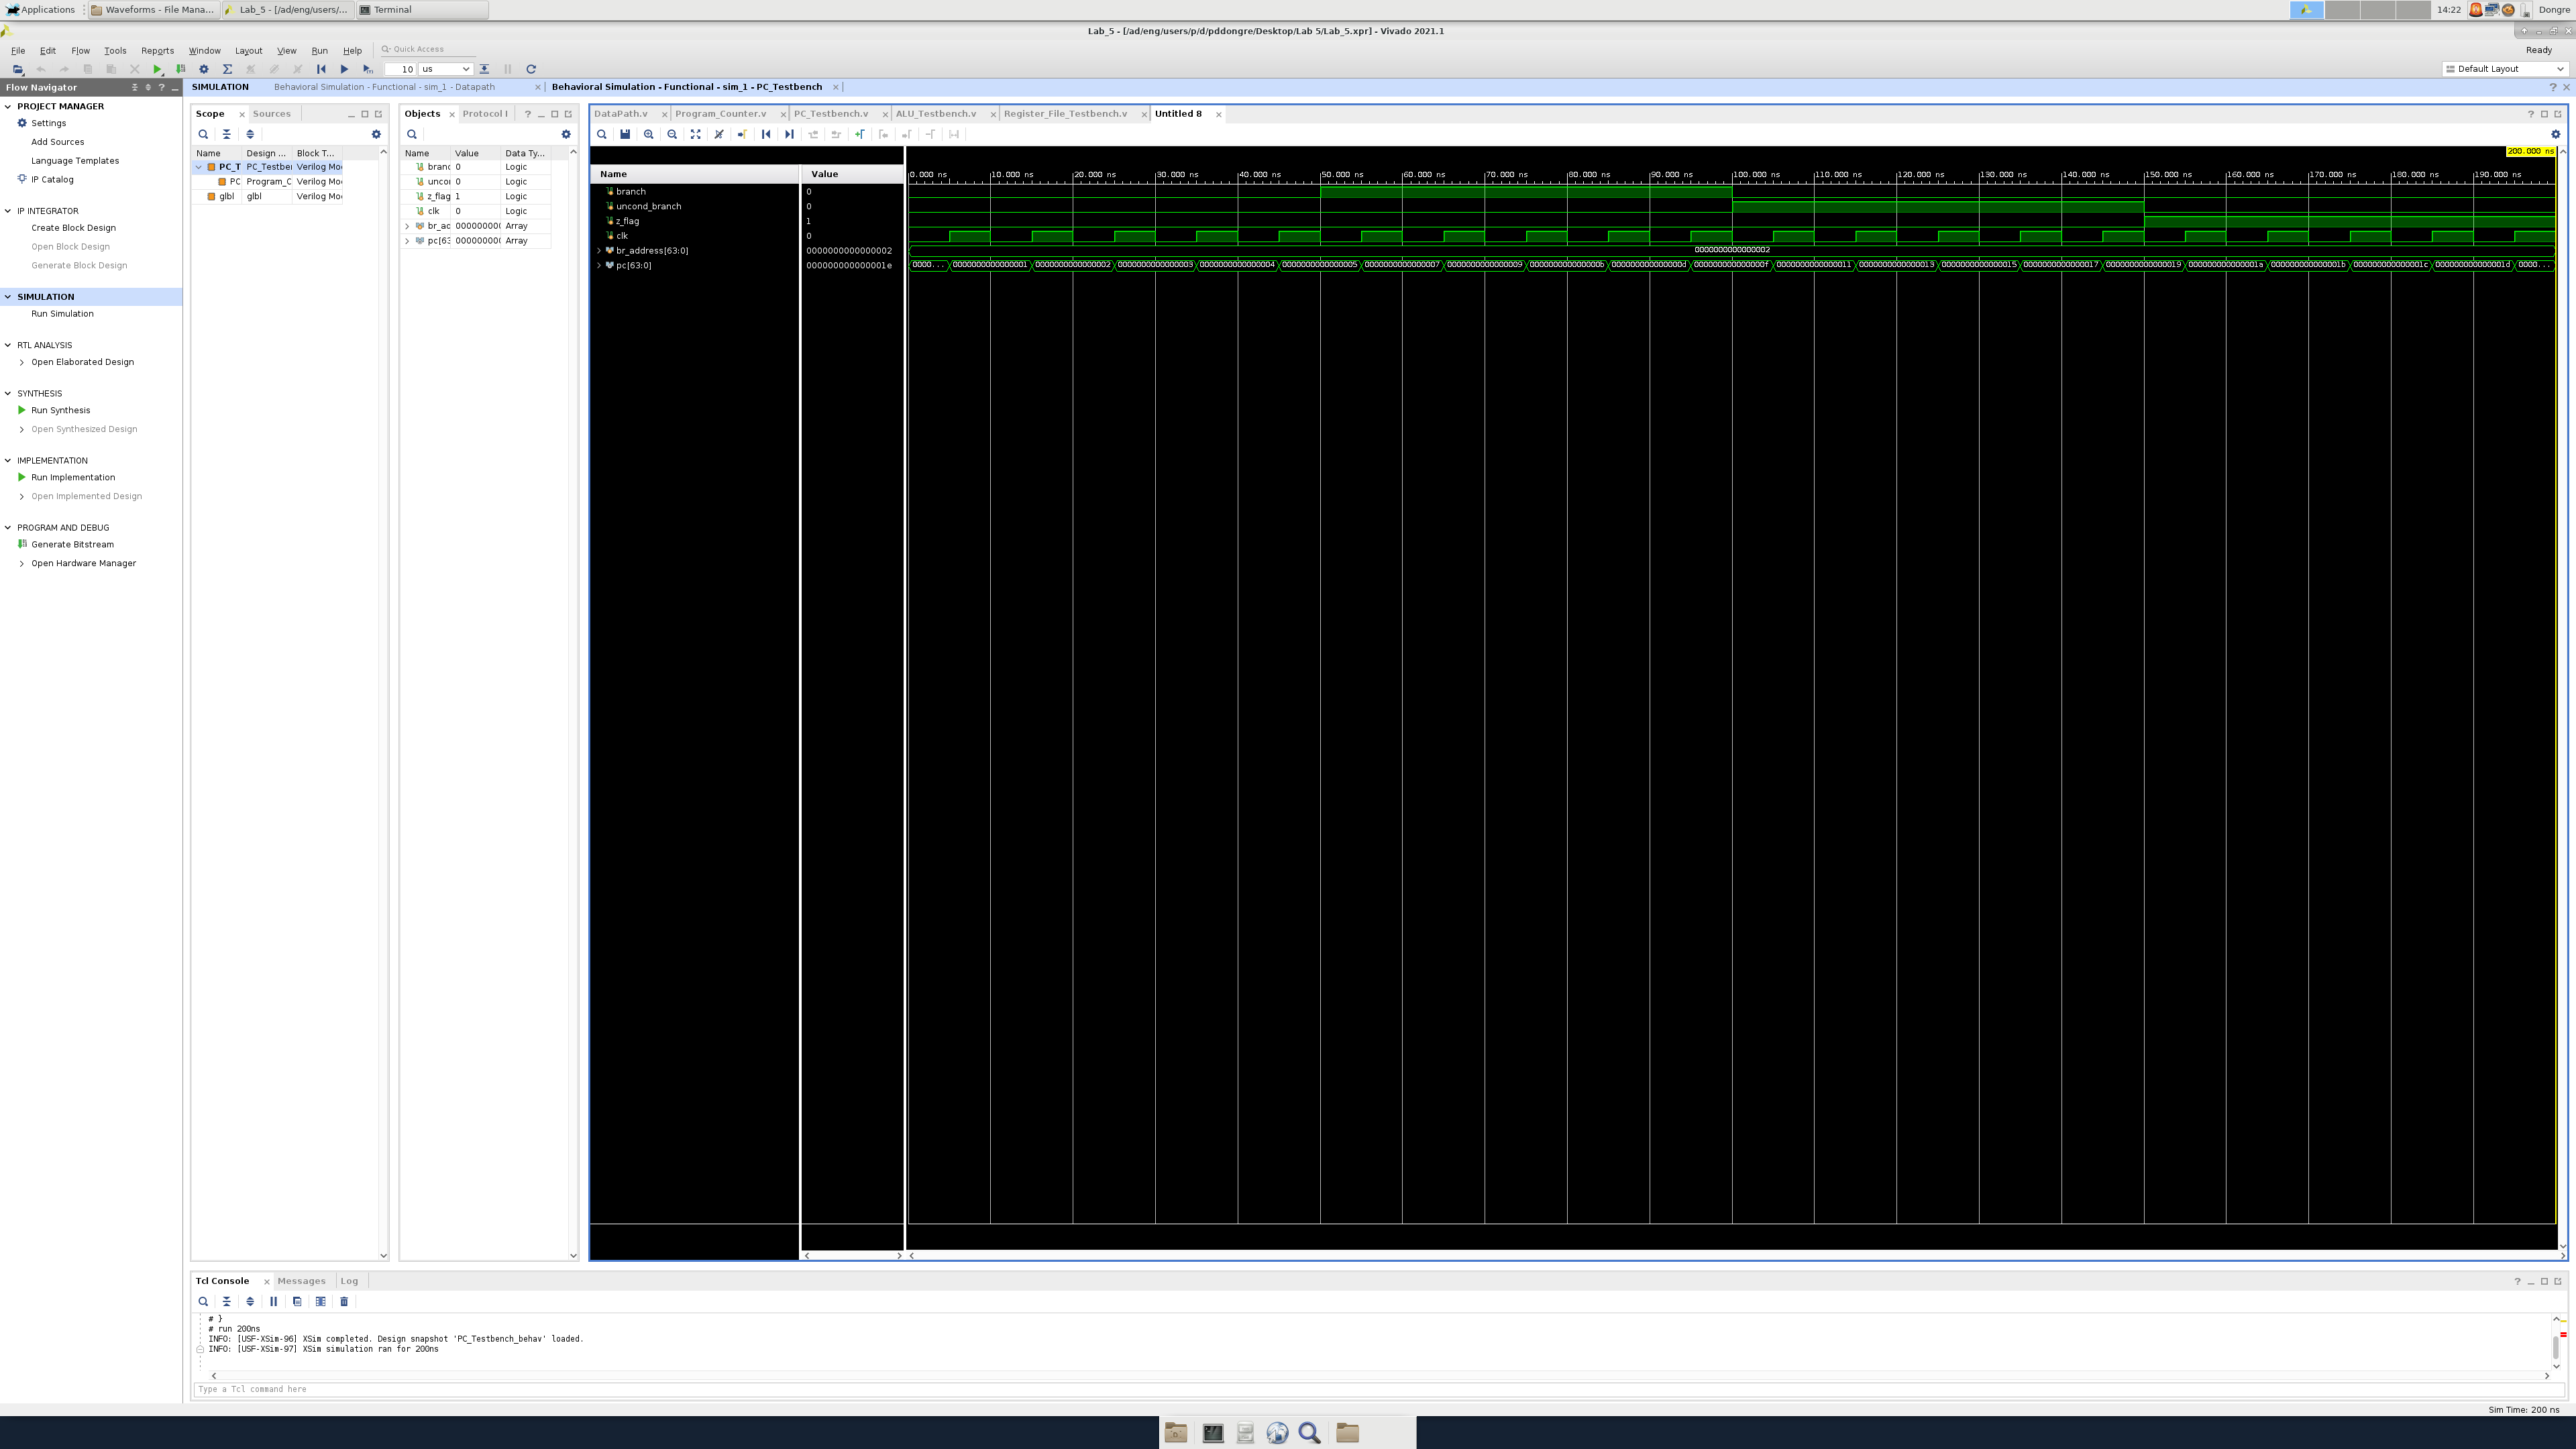 Applications
Waveforms - File Mana...
Lab_5 - [/ad/eng/users/...
Terminal
14:22
Dongre
Lab_5 - [/ad/eng/users/p/d/pddongre/Desktop/Lab 5/Lab_5.xpr] - Vivado 2021.1
File Edit Flow Tools Reports Window Layout View Run Help Quick Access
Ready
10 us
Default Layout
Flow Navigator
PROJECT MANAGER
Settings
Add Sources
Language Templates
IP Catalog
IP INTEGRATOR
Create Block Design
Open Block Design
Generate Block Design
SIMULATION
Run Simulation
RTL ANALYSIS
Open Elaborated Design
SYNTHESIS
Run Synthesis
Open Synthesized Design
IMPLEMENTATION
Run Implementation
Open Implemented Design
PROGRAM AND DEBUG
Generate Bitstream
Open Hardware Manager
SIMULATION
Behavioral Simulation - Functional - sim_1 - Datapath
Behavioral Simulation - Functional - sim_1 - PC_Testbench
Scope Sources
Name Design ... Block T...
PC_T PC_Testber Verilog Mo
PC Program_C Verilog Mo
glbl glbl Verilog Mo
Objects Protocol I
Name Value Data Ty...
branc 0 Logic
uncon 0 Logic
z_flag 1 Logic
clk 0 Logic
br_ad 000000000 Array
pc[63 000000000 Array
DataPath.v Program_Counter.v PC_Testbench.v ALU_Testbench.v Register_File_Testbench.v Untitled 8
200.000 ns
Name Value
0.000 ns 10.000 ns 20.000 ns 30.000 ns 40.000 ns 50.000 ns 60.000 ns 70.000 ns 80.000 ns 90.000 ns 100.000 ns 110.000 ns 120.000 ns 130.000 ns 140.000 ns 150.000 ns 160.000 ns 170.000 ns 180.000 ns 190.000 ns
branch 0
uncond_branch 0
z_flag 1
clk 0
br_address[63:0] 0000000000000002 0000000000000002
pc[63:0] 000000000000001e 0000... 0000000000000001 0000000000000002 0000000000000003 0000000000000004 0000000000000005 0000000000000007 0000000000000009 000000000000000b 000000000000000d 000000000000000f 0000000000000011 0000000000000013 0000000000000015 0000000000000017 0000000000000019 000000000000001a 000000000000001b 000000000000001c 000000000000001d 0000...
Tcl Console Messages Log
# }
# run 200ns
INFO: [USF-XSim-96] XSim completed. Design snapshot 'PC_Testbench_behav' loaded.
INFO: [USF-XSim-97] XSim simulation ran for 200ns
Type a Tcl command here
Sim Time: 200 ns